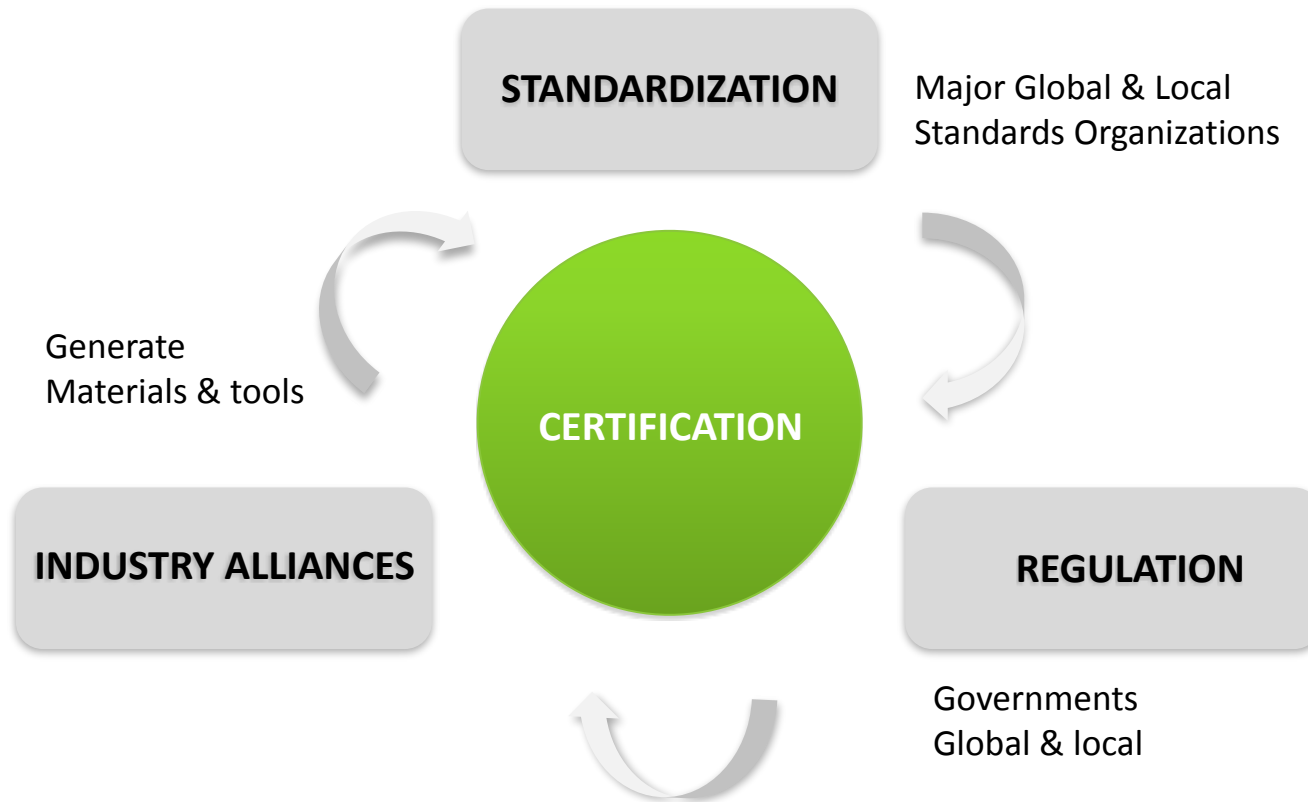 STANDARDIZATION
Major Global & Local
Standards Organizations
Generate
Materials & tools
CERTIFICATION
INDUSTRY ALLIANCES
REGULATION
Governments
Global & local